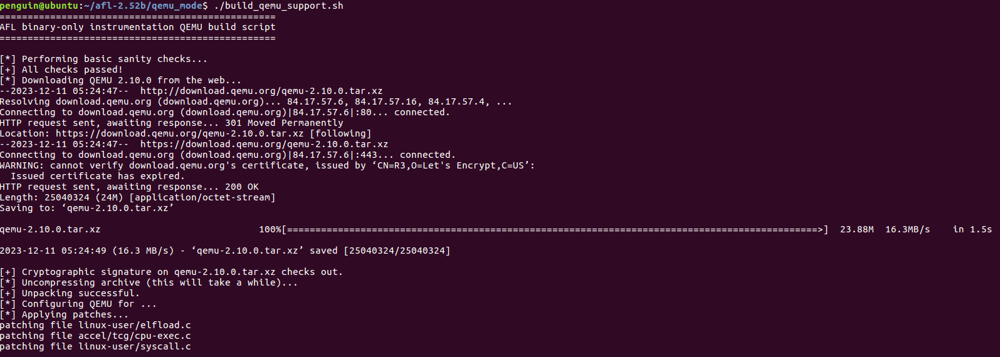 penguin@ubuntu:~/afl-2.52b/qemu_mode$ ./build_qemu_support.sh
=================================================
AFL binary-only instrumentation QEMU build script
=================================================
[*] Performing basic sanity checks...
[+] All checks passed!
[*] Downloading QEMU 2.10.0 from the web...
--2023-12-11 05:24:47--  http://download.qemu.org/qemu-2.10.0.tar.xz
Resolving download.qemu.org (download.qemu.org)... 84.17.57.6, 84.17.57.16, 84.17.57.4, ...
Connecting to download.qemu.org (download.qemu.org)|84.17.57.6|:80... connected.
HTTP request sent, awaiting response... 301 Moved Permanently
Location: https://download.qemu.org/qemu-2.10.0.tar.xz [following]
--2023-12-11 05:24:47--  https://download.qemu.org/qemu-2.10.0.tar.xz
Connecting to download.qemu.org (download.qemu.org)|84.17.57.6|:443... connected.
WARNING: cannot verify download.qemu.org's certificate, issued by ‘CN=R3,O=Let's Encrypt,C=US’:
  Issued certificate has expired.
HTTP request sent, awaiting response... 200 OK
Length: 25040324 (24M) [application/octet-stream]
Saving to: ‘qemu-2.10.0.tar.xz’
qemu-2.10.0.tar.xz                            100%[==============================================================================================>]  23.88M  16.3MB/s    in 1.5s
2023-12-11 05:24:49 (16.3 MB/s) - ‘qemu-2.10.0.tar.xz’ saved [25040324/25040324]
[+] Cryptographic signature on qemu-2.10.0.tar.xz checks out.
[*] Uncompressing archive (this will take a while)...
[+] Unpacking successful.
[*] Configuring QEMU for ...
[*] Applying patches...
patching file linux-user/elfload.c
patching file accel/tcg/cpu-exec.c
patching file linux-user/syscall.c